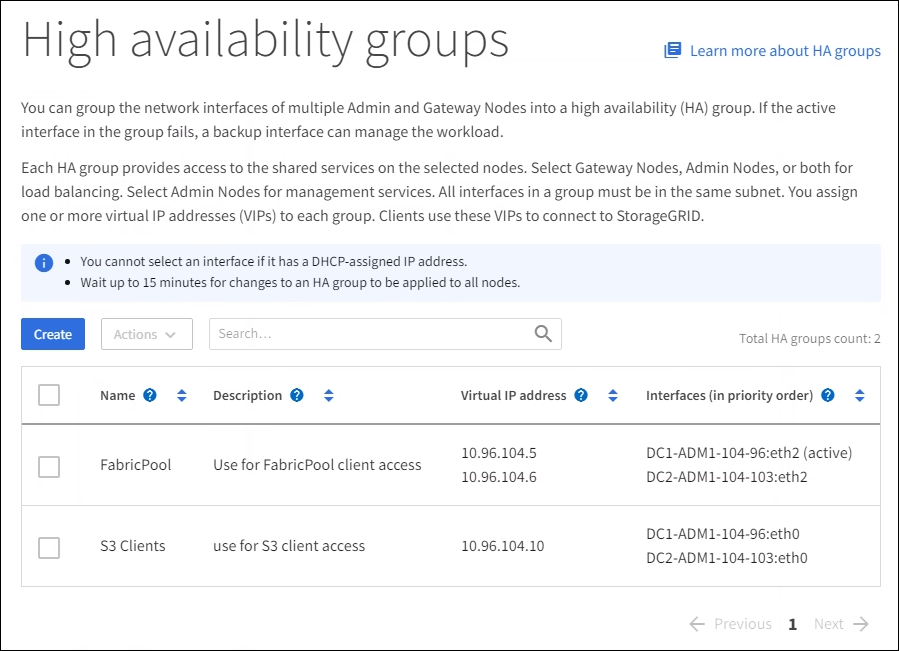 High availability groups
Learn more about HA groups
You can group the network interfaces of multiple Admin and Gateway Nodes into a high availability (HA) group. If the active
interface in the group fails, a backup interface can manage the workload.
Each HA group provides access to the shared services on the selected nodes. Select Gateway Nodes, Admin Nodes, or both for
load balancing. Select Admin Nodes for management services. All interfaces in a group must be in the same subnet. You assign
one or more virtual IP addresses (VIPs) to each group. Clients use these VIPs to connect to StorageGRID.
• You cannot select an interface if it has a DHCP-assigned IP address.
• Wait up to 15 minutes for changes to an HA group to be applied to all nodes.
Create Actions Search... Total HA groups count: 2
Name Description Virtual IP address Interfaces (in priority order)
FabricPool Use for FabricPool client access
10.96.104.5 DC1-ADM1-104-96:eth2 (active)
10.96.104.6 DC2-ADM1-104-103:eth2
S3 Clients use for S3 client access 10.96.104.10
DC1-ADM1-104-96:eth0
DC2-ADM1-104-103:eth0
Previous 1 Next